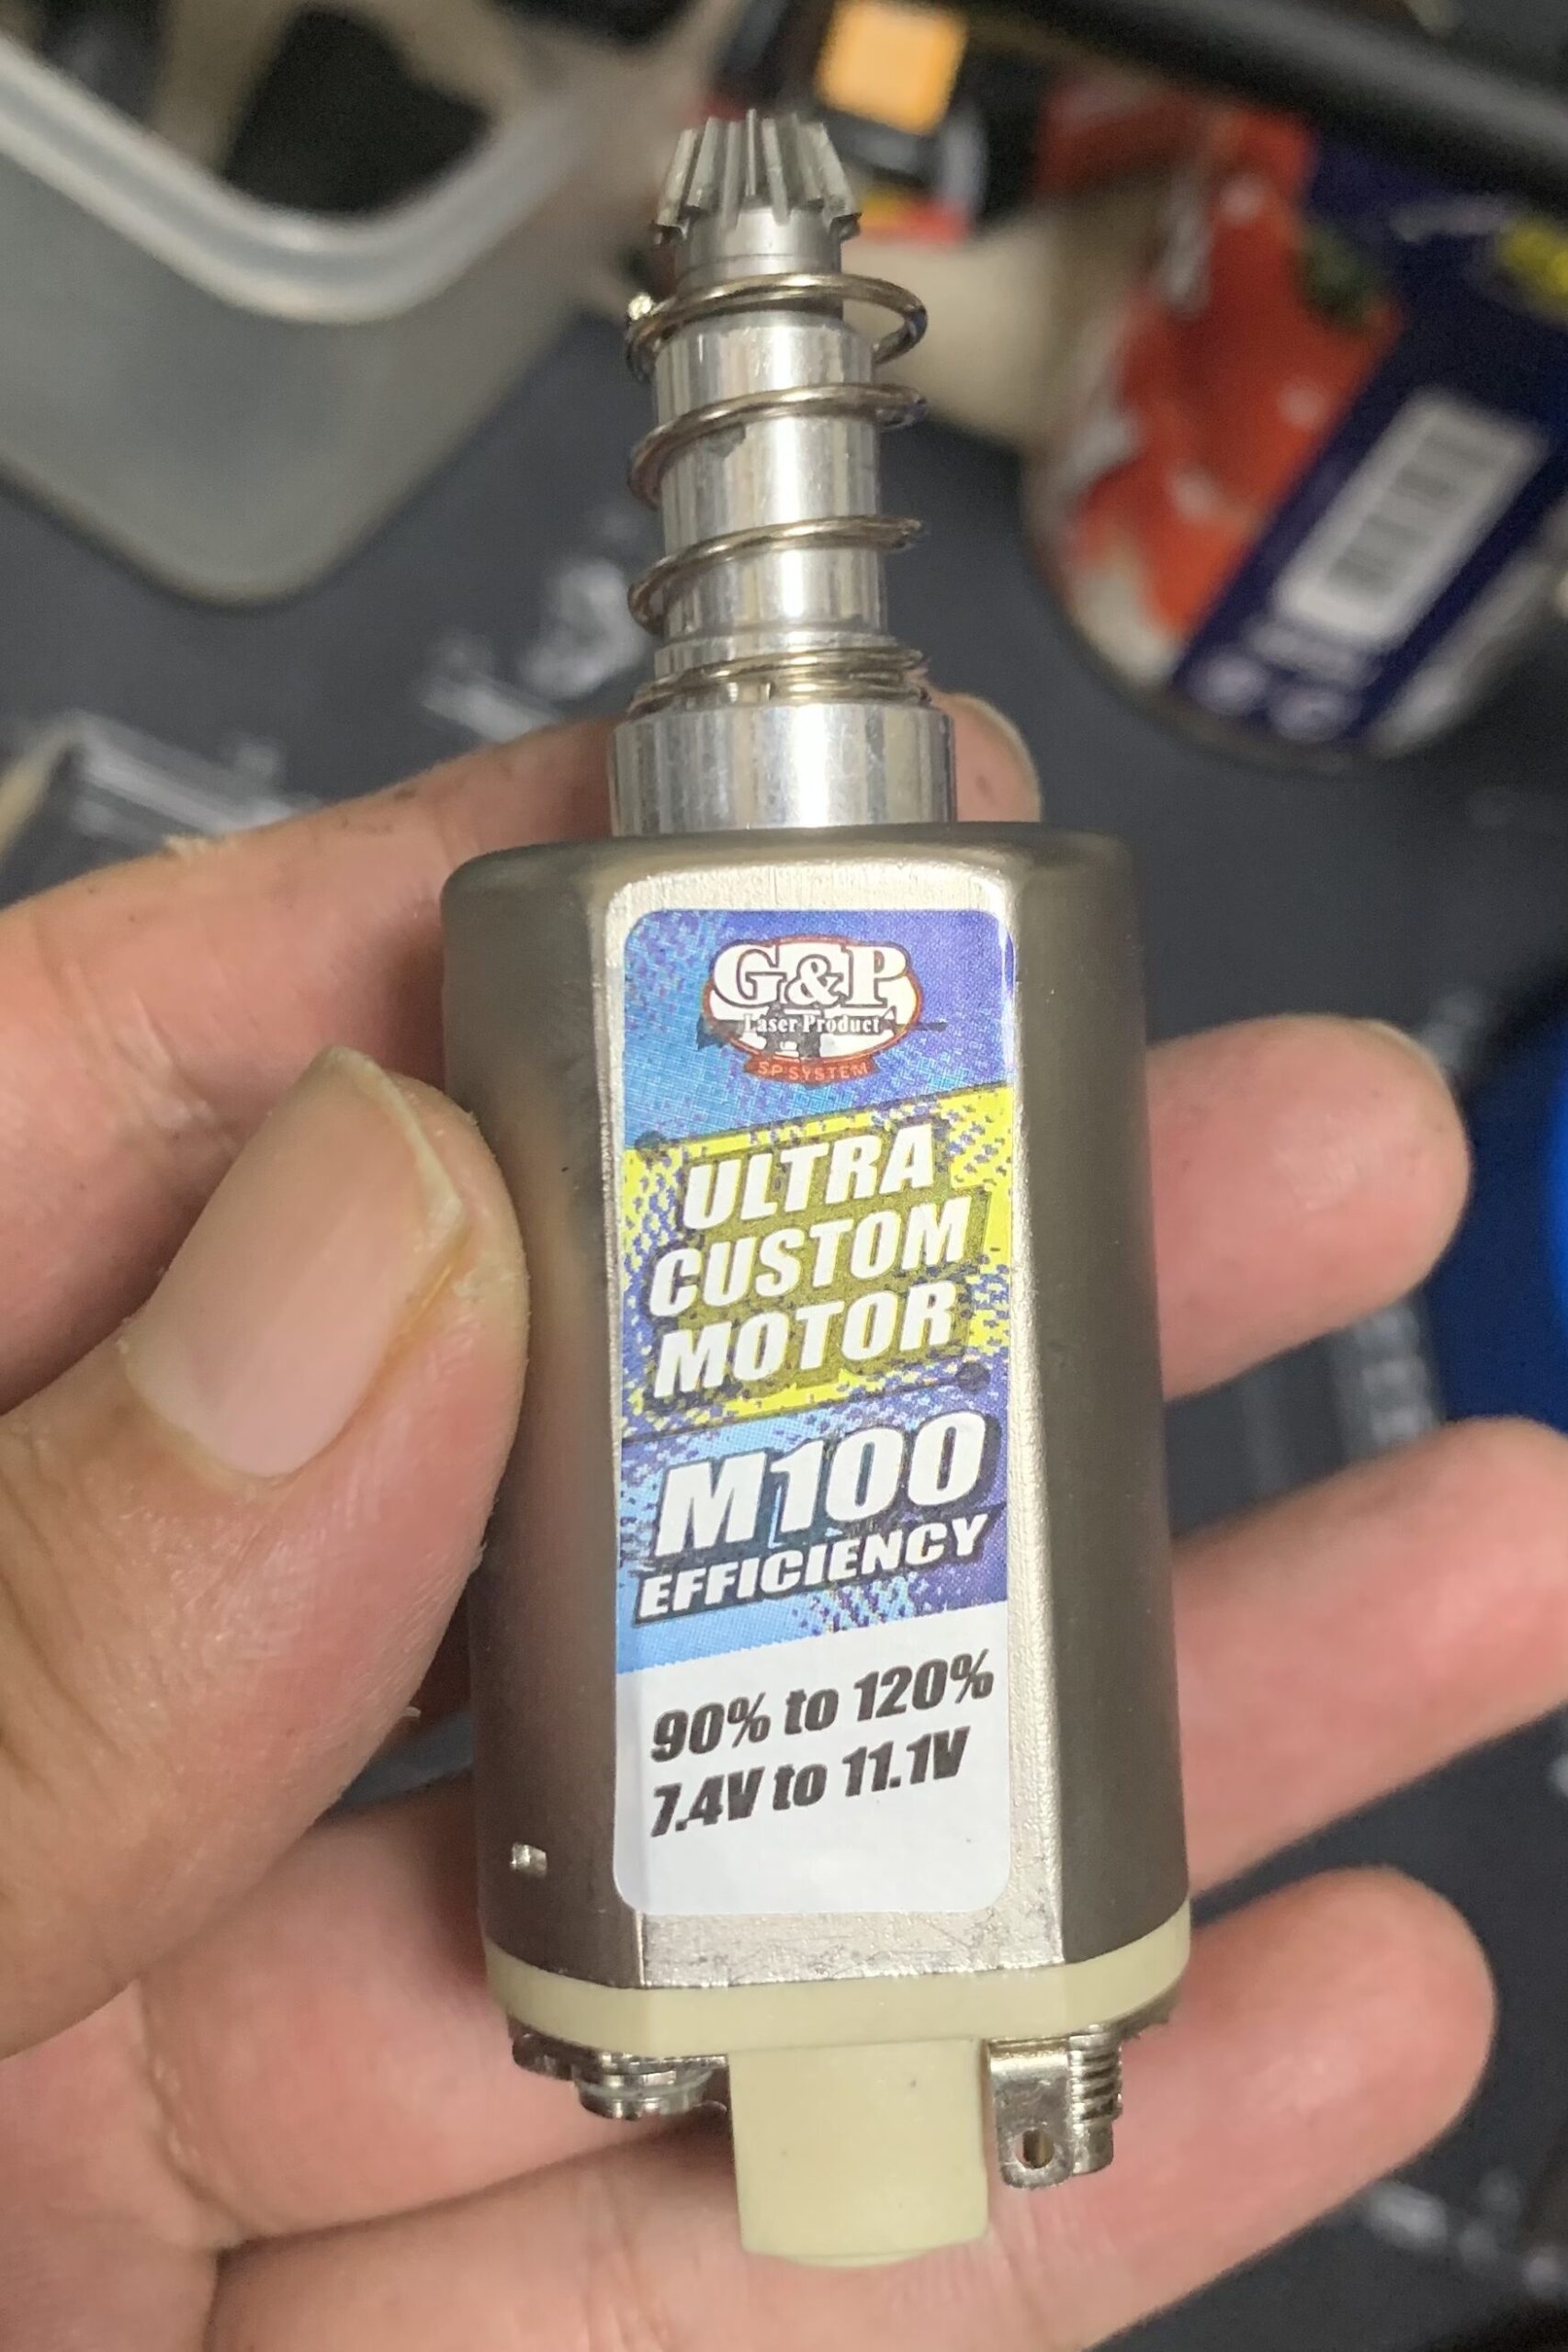 G&P
Laser Product
SP SYSTEM
ULTRA
CUSTOM
MOTOR
M100
EFFICIENCY
90% to 120%
7.4V to 11.1V